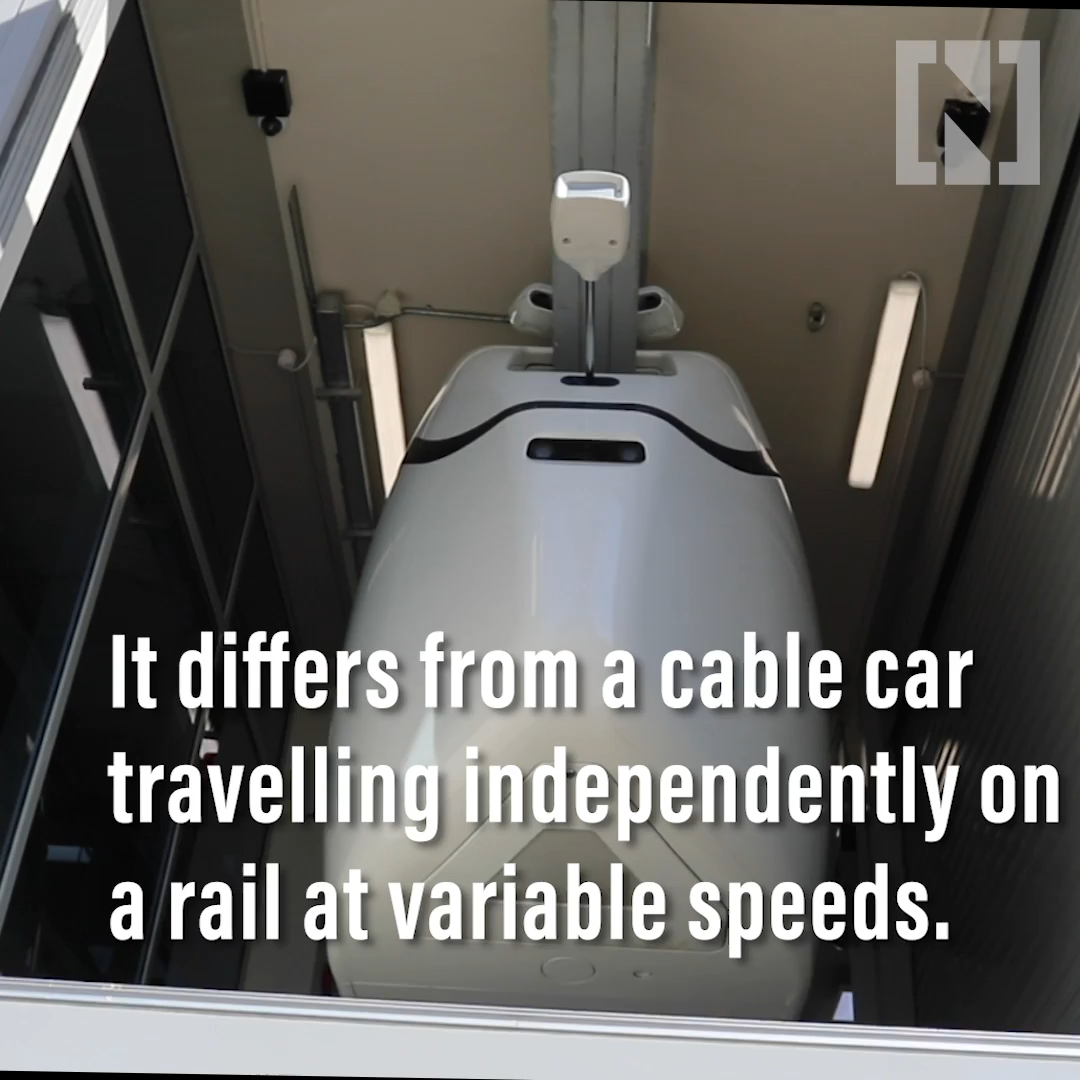 [N]
It differs from a cable car
travelling independently on
a rail at variable speeds.